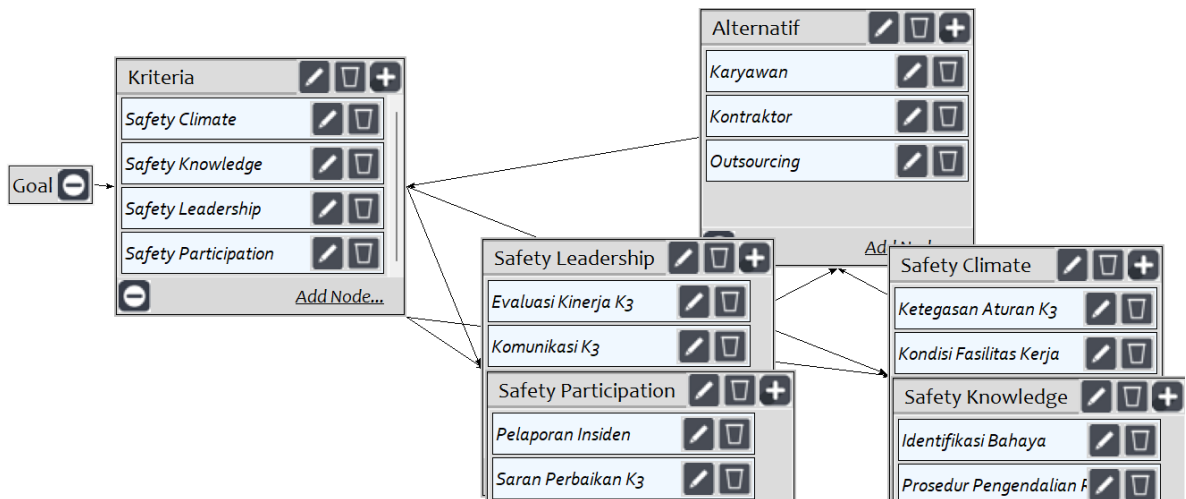 Goal
Kriteria
Safety Climate
Safety Knowledge
Safety Leadership
Safety Participation
Add Node...
Alternatif
Karyawan
Kontraktor
Outsourcing
Safety Leadership
Evaluasi Kinerja K3
Komunikasi K3
Safety Participation
Pelaporan Insiden
Saran Perbaikan K3
Safety Climate
Ketegasan Aturan K3
Kondisi Fasilitas Kerja
Safety Knowledge
Identifikasi Bahaya
Prosedur Pengendalian